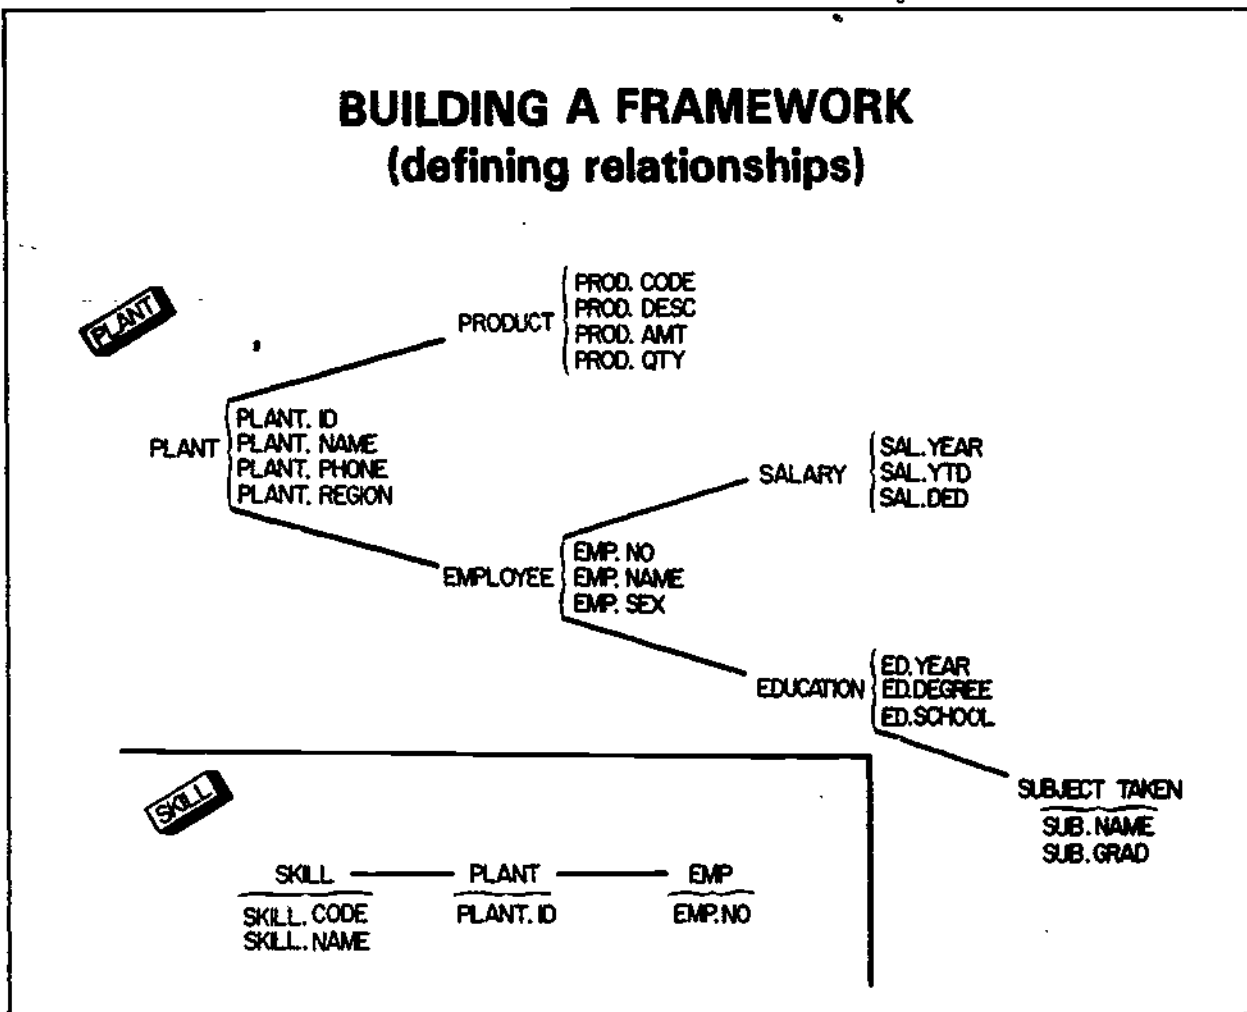 BUILDING A FRAMEWORK
(defining relationships)
PLANT
PRODUCT
PROD. CODE
PROD. DESC
PROD. AMT
PROD. QTY
PLANT
PLANT. ID
PLANT. NAME
PLANT. PHONE
PLANT. REGION
SALARY
SAL.YEAR
SAL.YTD
SAL.DED
EMPLOYEE
EMP. NO
EMP. NAME
EMP. SEX
EDUCATION
ED.YEAR
ED.DEGREE
ED.SCHOOL
SUBJECT TAKEN
SUB.NAME
SUB.GRAD
SKILL
SKILL PLANT EMP
SKILL. CODE PLANT. ID EMP.NO
SKILL. NAME